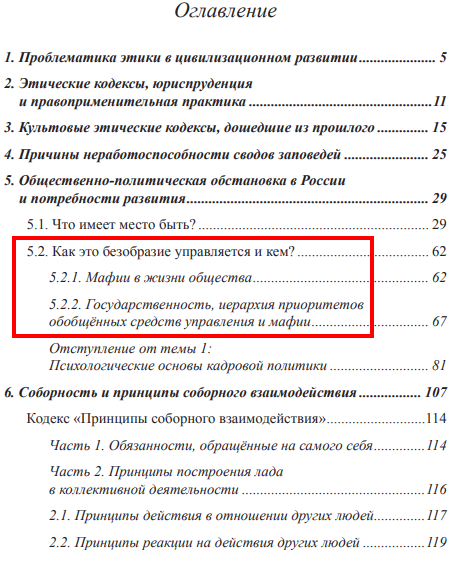 Оглавление
1. Проблематика этики в цивилизационном развитии ..................... 5
2. Этические кодексы, юриспруденция
и правоприменительная практика ................................... 11
3. Культовые этические кодексы, дошедшие из прошлого ............. 15
4. Причины неработоспособности сводов заповедей .................. 25
5. Общественно-политическая обстановка в России
и потребности развития ............................................... 29
5.1. Что имеет место быть? ............................................. 29
5.2. Как это безобразие управляется и кем? ............................. 62
5.2.1. Мафии в жизни общества ........................................ 62
5.2.2. Государственность, иерархия приоритетов
обобщённых средств управления и мафии ............................ 67
Отступление от темы 1:
Психологические основы кадровой политики ......................... 81
6. Соборность и принципы соборного взаимодействия ................ 107
Кодекс «Принципы соборного взаимодействия» ......................... 114
Часть 1. Обязанности, обращённые на самого себя .................. 114
Часть 2. Принципы построения лада
в коллективной деятельности ....................................... 116
2.1. Принципы действия в отношении других людей .................. 117
2.2. Принципы реакции на действия других людей .................... 119